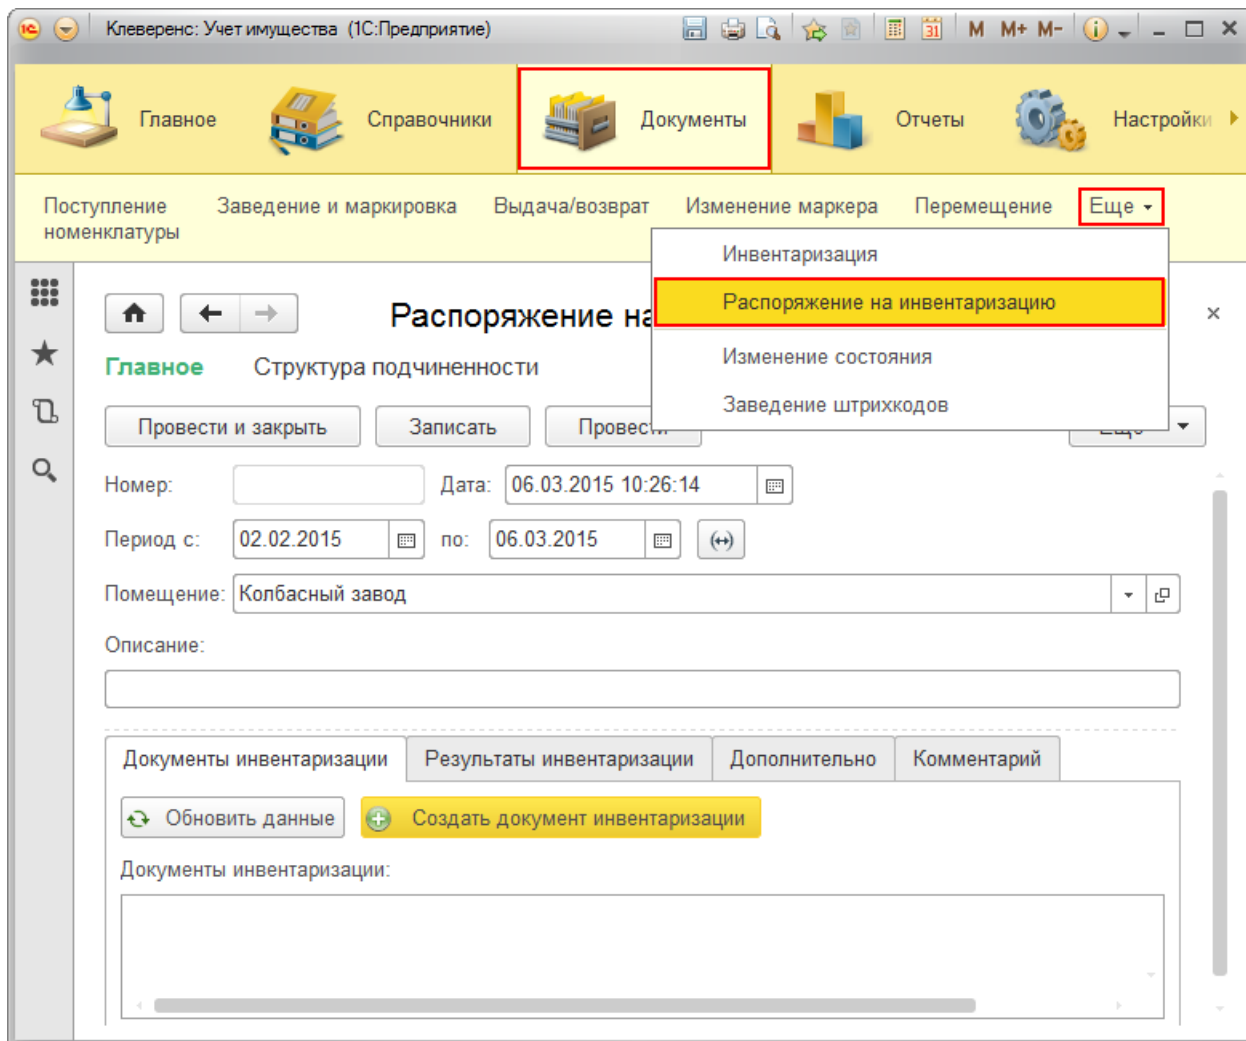 Клеверенс: Учет имущества (1С:Предприятие)
31 M M+ M-
Главное Справочники Документы Отчеты Настройки
Поступление номенклатуры Заведение и маркировка Выдача/возврат Изменение маркера Перемещение Еще
Инвентаризация
Распоряжение на инвентаризацию
Изменение состояния
Заведение штрихкодов
Распоряжение на
Главное Структура подчиненности
Провести и закрыть Записать Провести Еще
Номер: Дата: 06.03.2015 10:26:14
Период с: 02.02.2015 по: 06.03.2015
Помещение: Колбасный завод
Описание:
Документы инвентаризации Результаты инвентаризации Дополнительно Комментарий
Обновить данные Создать документ инвентаризации
Документы инвентаризации: